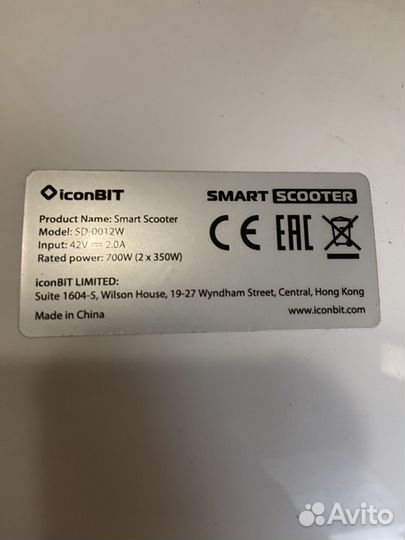 iconBIT
SMART SCOOTER
Product Name: Smart Scooter
Model: SD-0012W
Input: 42V ⎓ 2.0A
Rated power: 700W (2 x 350W)
CE EAC
iconBIT LIMITED:
Suite 1604-5, Wilson House, 19-27 Wyndham Street, Central, Hong Kong
Made in China
www.iconbit.com
Avito